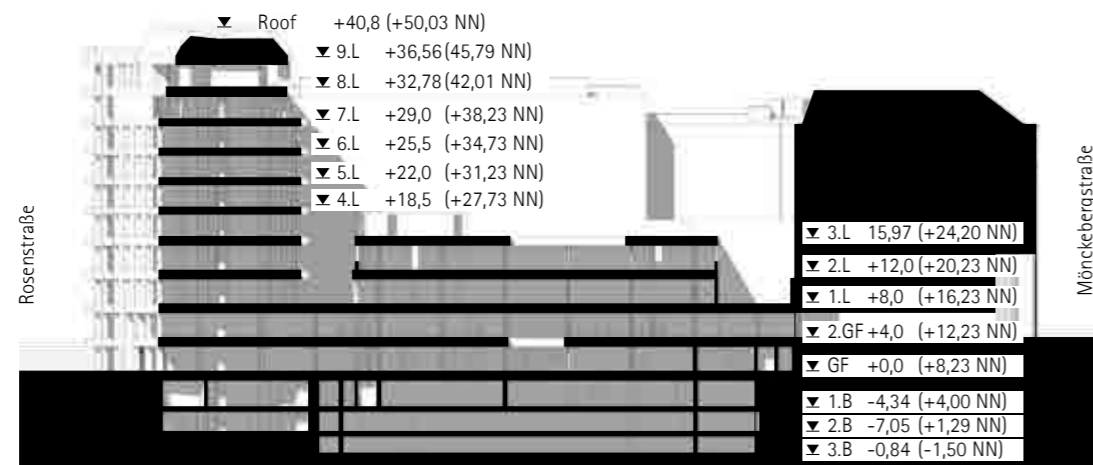 Roof +40,8 (+50,03 NN)
9.L +36,56 (45,79 NN)
8.L +32,78 (42,01 NN)
7.L +29,0 (+38,23 NN)
6.L +25,5 (+34,73 NN)
5.L +22,0 (+31,23 NN)
4.L +18,5 (+27,73 NN)
Rosenstraße
3.L 15,97 (+24,20 NN)
2.L +12,0 (+20,23 NN)
1.L +8,0 (+16,23 NN)
2.GF +4,0 (+12,23 NN)
GF +0,0 (+8,23 NN)
1.B -4,34 (+4,00 NN)
2.B -7,05 (+1,29 NN)
3.B -0,84 (-1,50 NN)
Mönckebergstraße